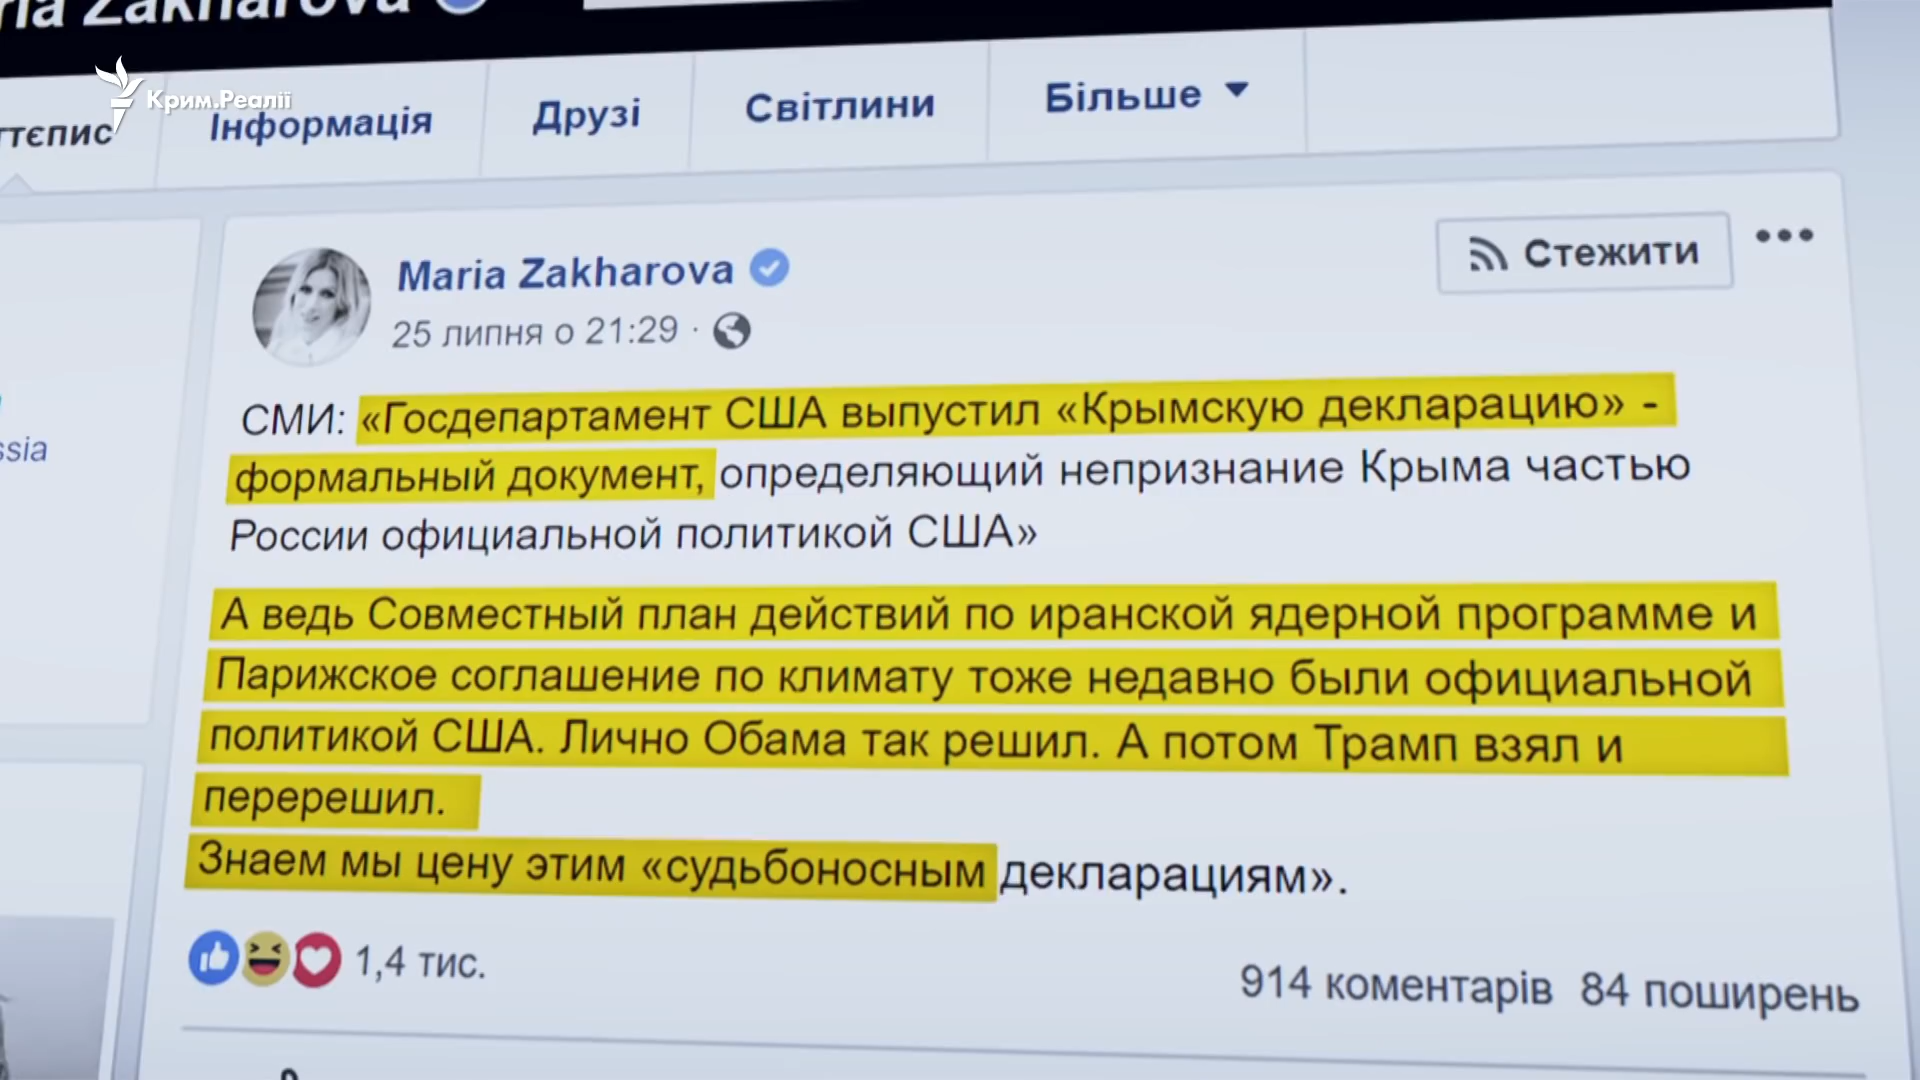 Maria Zakharova
Крим.Реалії
Інформація
Друзі
Світлини
Більше
Maria Zakharova
Стежити
25 липня о 21:29
СМИ: «Госдепартамент США выпустил «Крымскую декларацию» -
формальный документ, определяющий непризнание Крыма частью
России официальной политикой США»
А ведь Совместный план действий по иранской ядерной программе и
Парижское соглашение по климату тоже недавно были официальной
политикой США. Лично Обама так решил. А потом Трамп взял и
перерешил.
Знаем мы цену этим «судьбоносным декларациям».
1,4 тис.
914 коментарів 84 поширень